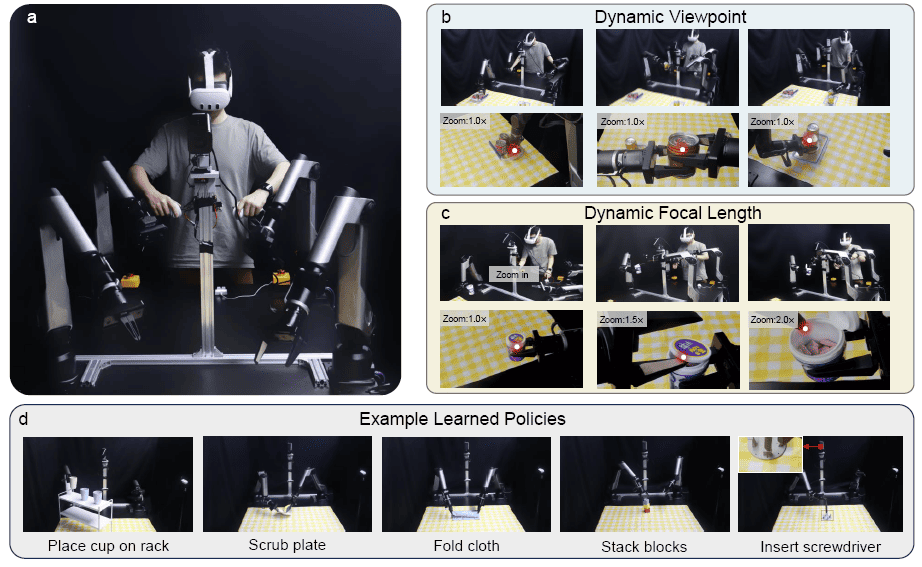 a
b
Dynamic Viewpoint
Zoom:1.0×
Zoom:1.0×
Zoom:1.0×
c
Dynamic Focal Length
Zoom in
Zoom:1.0×
Zoom:1.5×
Zoom:2.0×
d
Example Learned Policies
Place cup on rack
Scrub plate
Fold cloth
Stack blocks
Insert screwdriver